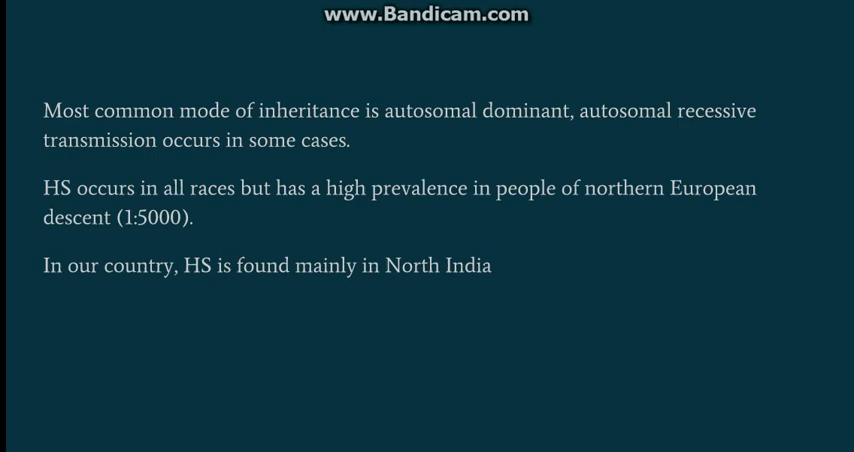 www.Bandicam.com
Most common mode of inheritance is autosomal dominant, autosomal recessive
transmission occurs in some cases.
HS occurs in all races but has a high prevalence in people of northern European
descent (1:5000).
In our country, HS is found mainly in North India